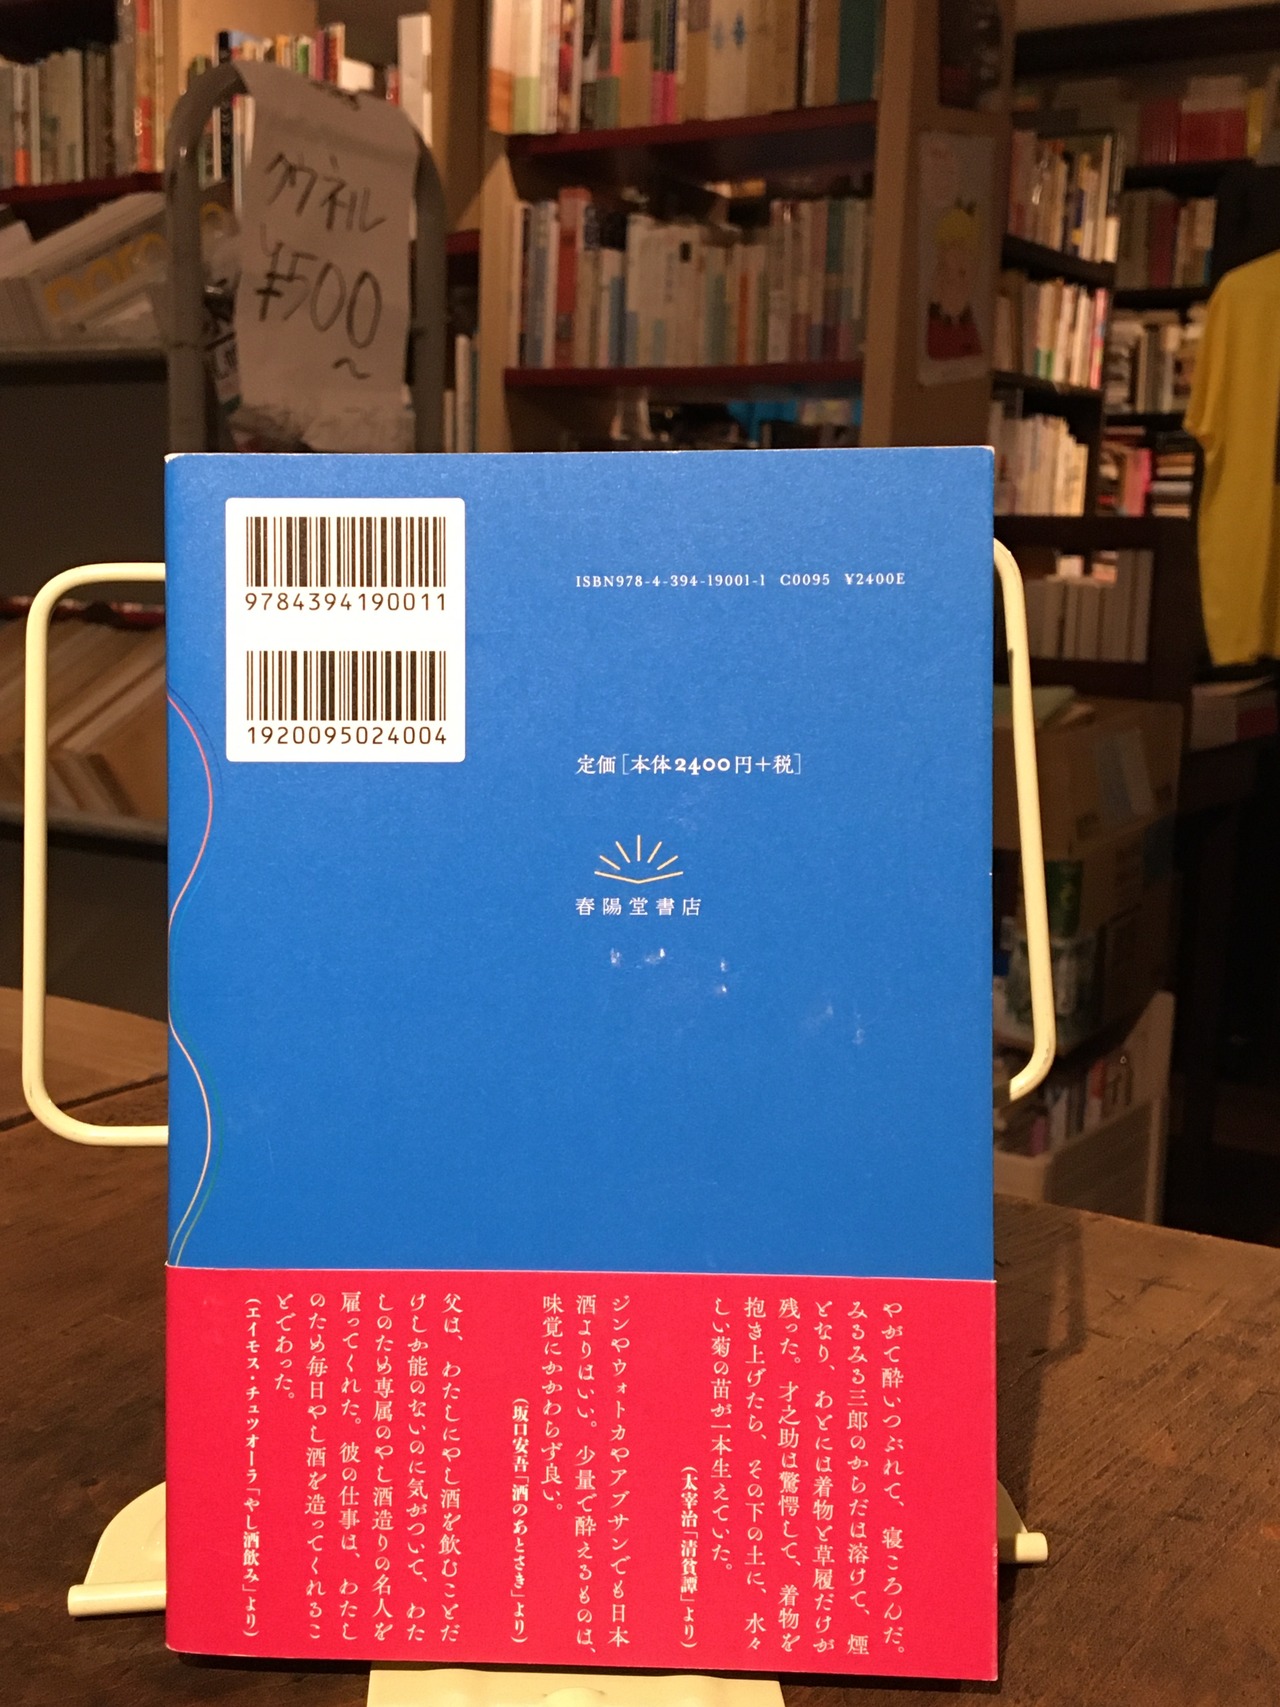 クウネル
¥500
~
9784394190011
1920095024004
ISBN978-4-394-19001-1 C0095 ¥2400E
定価[本体2400円+税]
春陽堂書店
やがて酔いつぶれて、寝ころんだ。
みるみる三郎のからだは溶けて、煙
となり、あとには着物と草履だけが
残った。才之助は驚愕して、着物を
抱き上げたら、その下の土に、水々
しい菊の苗が一本生えていた。
(太宰治「清貧譚」より)
ジンやウォトカやアブサンでも日本
酒よりはいい。少量で酔えるものは、
味覚にかかわらず良い。
(坂口安吾「酒のあとさき」より)
父は、わたしにやし酒を飲むことだ
けしか能のないのに気がついて、わた
しのため専属のやし酒造りの名人を
雇ってくれた。彼の仕事は、わたし
のため毎日やし酒を造ってくれるこ
とであった。
(エイモス・チュツオーラ「やし酒飲み」より)